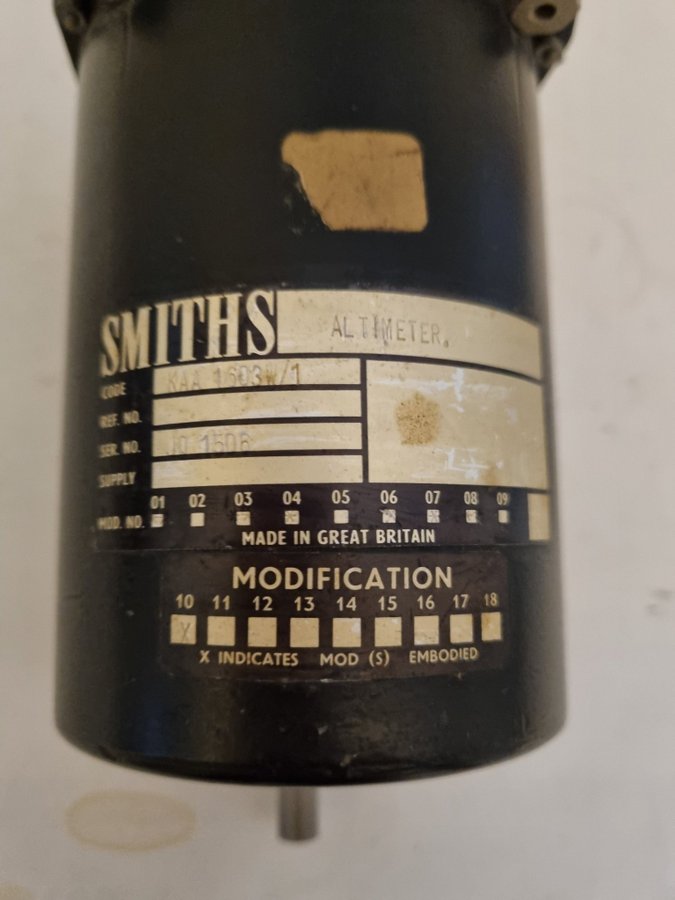 SMITHS ALTIMETER.
CODE KAA 1603W/1
REF. NO.
SER. NO. JO 1506
SUPPLY
01 02 03 04 05 06 07 08 09
MOD. NO.
MADE IN GREAT BRITAIN
MODIFICATION
10 11 12 13 14 15 16 17 18
X
X INDICATES MOD (S) EMBODIED